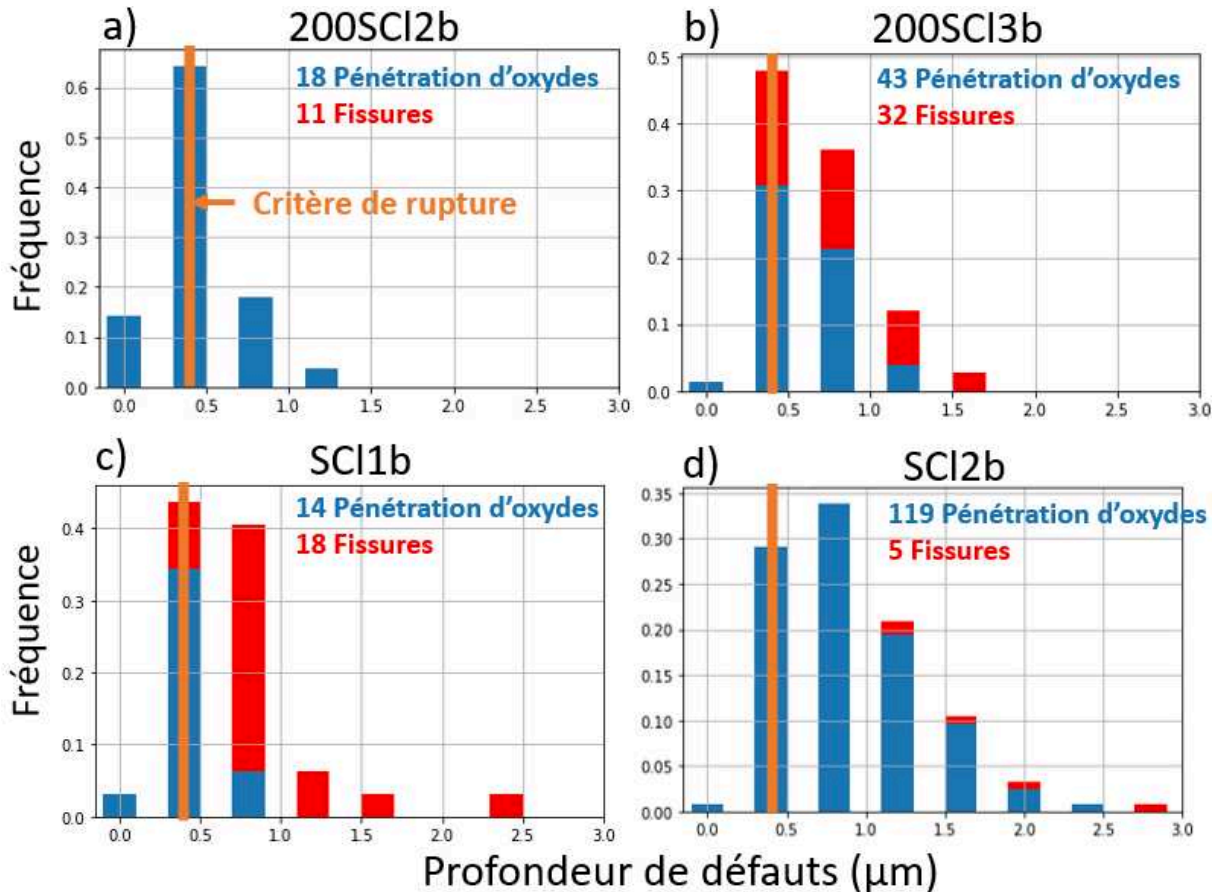 a)
200SCl2b
18 Pénétration d'oxydes
11 Fissures
Critère de rupture
Fréquence
0.6
0.5
0.4
0.3
0.2
0.1
0.0
0.0 0.5 1.0 1.5 2.0 2.5 3.0
b)
200SCl3b
43 Pénétration d'oxydes
32 Fissures
0.5
0.4
0.3
0.2
0.1
0.0
0.0 0.5 1.0 1.5 2.0 2.5 3.0
c)
SCl1b
14 Pénétration d'oxydes
18 Fissures
Fréquence
0.4
0.3
0.2
0.1
0.0
0.0 0.5 1.0 1.5 2.0 2.5 3.0
d)
SCl2b
119 Pénétration d'oxydes
5 Fissures
0.35
0.30
0.25
0.20
0.15
0.10
0.05
0.00
0.0 0.5 1.0 1.5 2.0 2.5 3.0
Profondeur de défauts (µm)